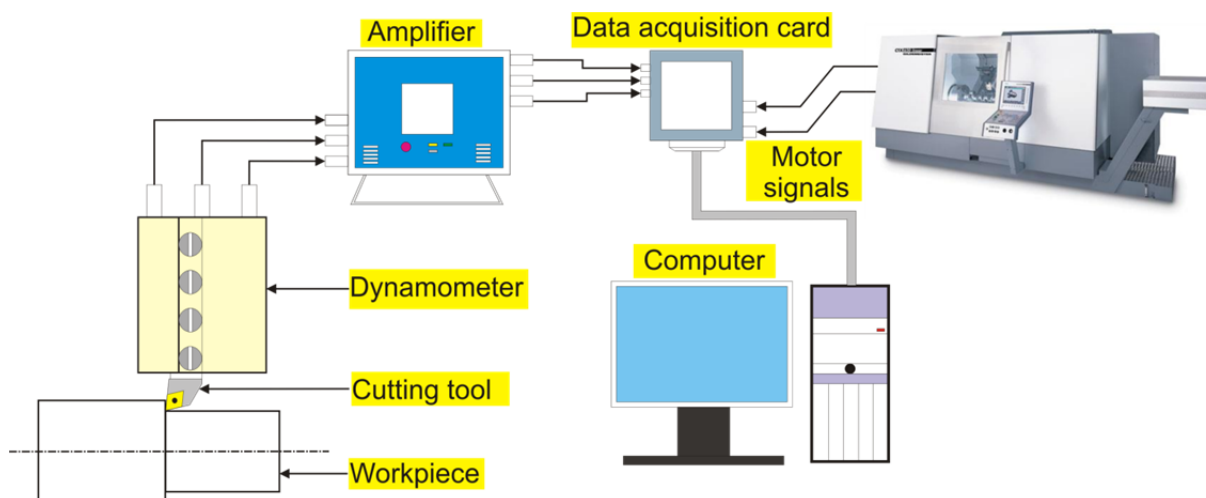 Amplifier
Data acquisition card
Motor
signals
Computer
Dynamometer
Cutting tool
Workpiece